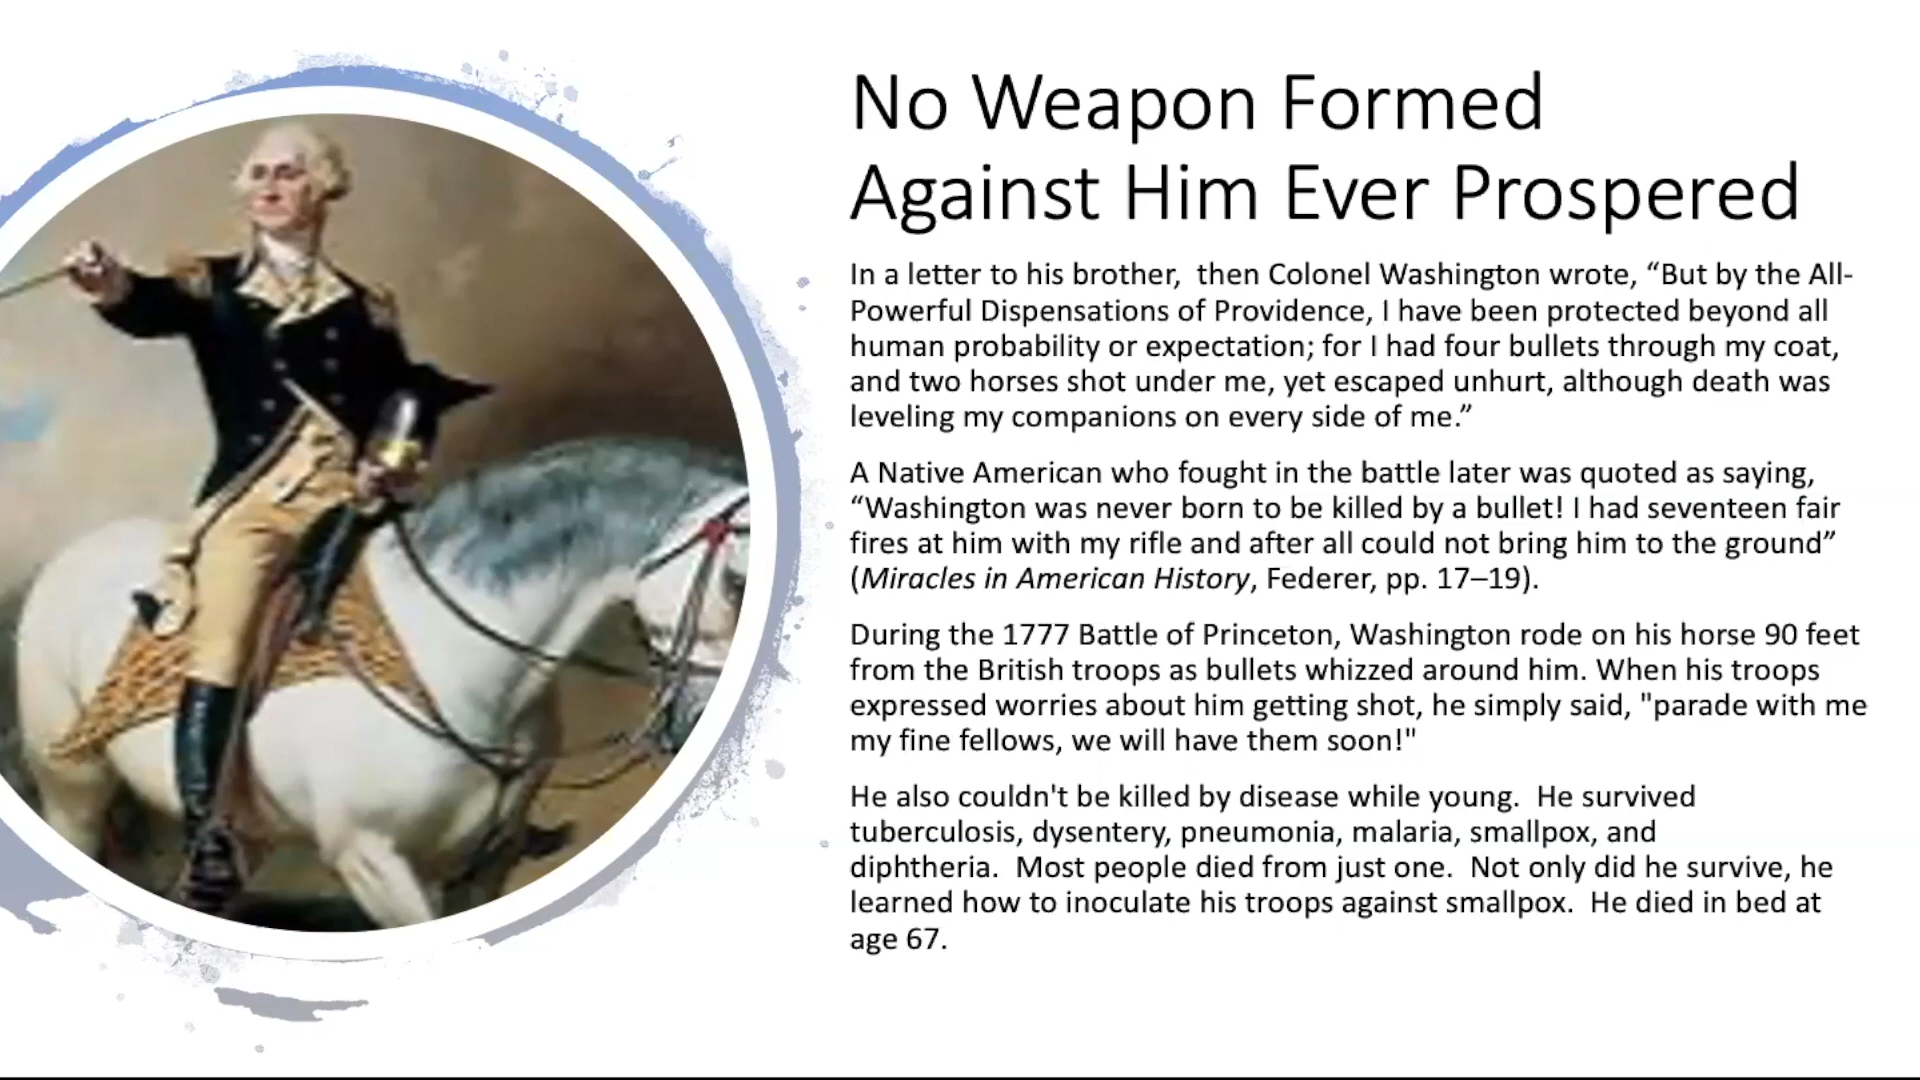 No Weapon Formed
Against Him Ever Prospered
In a letter to his brother,  then Colonel Washington wrote, “But by the All-
Powerful Dispensations of Providence, I have been protected beyond all
human probability or expectation; for I had four bullets through my coat,
and two horses shot under me, yet escaped unhurt, although death was
leveling my companions on every side of me.”
A Native American who fought in the battle later was quoted as saying,
“Washington was never born to be killed by a bullet! I had seventeen fair
fires at him with my rifle and after all could not bring him to the ground”
(Miracles in American History, Federer, pp. 17–19).
During the 1777 Battle of Princeton, Washington rode on his horse 90 feet
from the British troops as bullets whizzed around him. When his troops
expressed worries about him getting shot, he simply said, "parade with me
my fine fellows, we will have them soon!"
He also couldn't be killed by disease while young.  He survived
tuberculosis, dysentery, pneumonia, malaria, smallpox, and
diphtheria.  Most people died from just one.  Not only did he survive, he
learned how to inoculate his troops against smallpox.  He died in bed at
age 67.